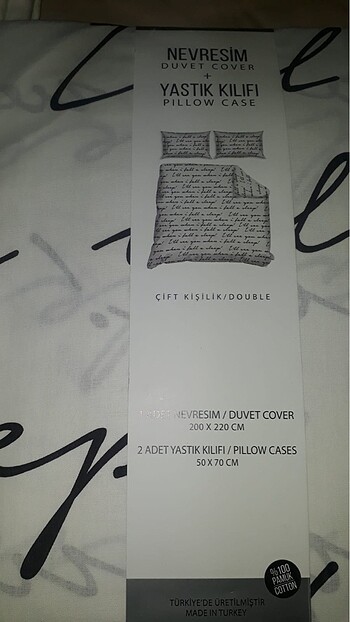 NEVRESİM
DUVET COVER
+
YASTIK KILIFI
PILLOW CASE
ÇİFT KİŞİLİK/DOUBLE
NEVRESIM / DUVET COVER
200 X 220 CM
2 ADET YASTIK KILIFI / PILLOW CASES
50 X 70 CM
%100
PAMUK
COTTON
TÜRKİYE'DE ÜRETİLMİŞTİR
MADE IN TURKEY